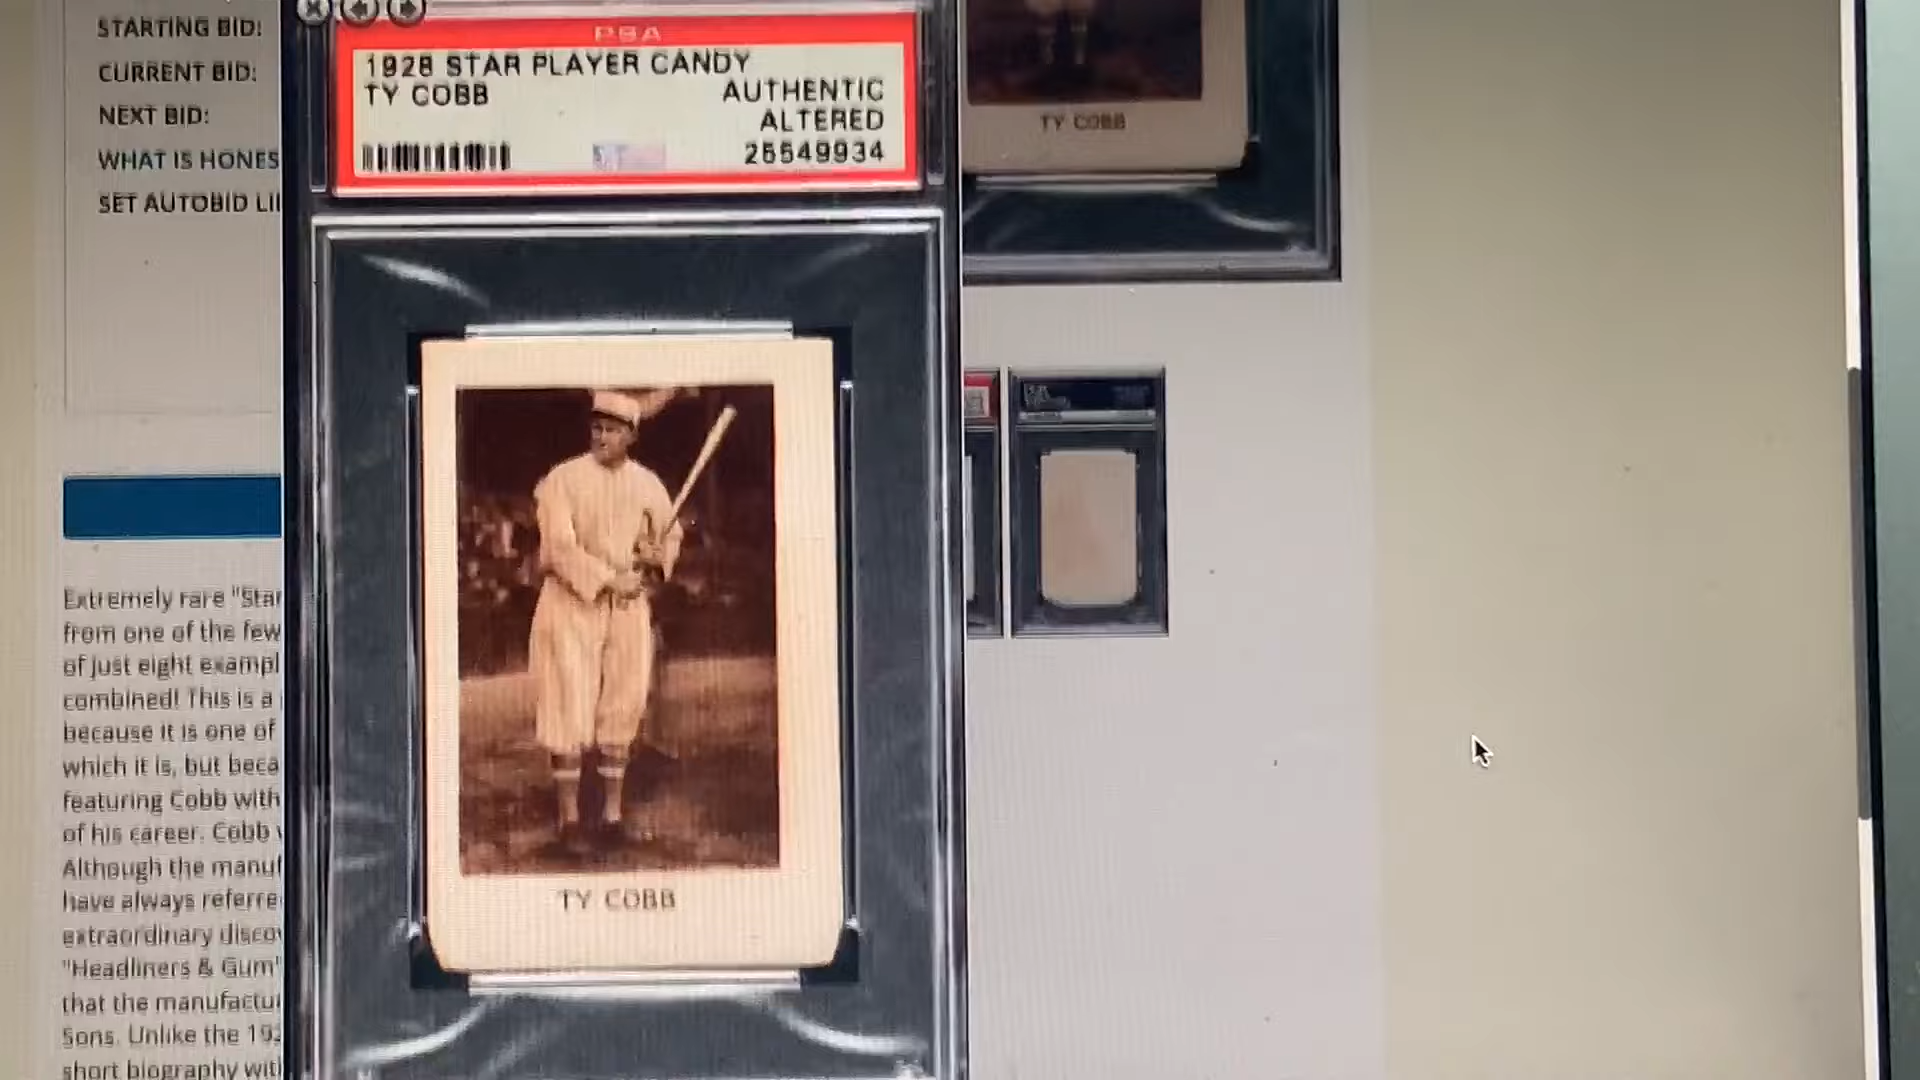 STARTING BID:
CURRENT BID:
NEXT BID:
WHAT IS HONES
SET AUTOBID LI
PSA
1928 STAR PLAYER CANDY
TY COBB
AUTHENTIC
ALTERED
25549934
TY COBB
TY COBB
Extremely rare "Star
from one of the few
of just eight exampl
combined! This is a
because it is one of
which it is, but beca
featuring Cobb with
of his career. Cobb
Although the manuf
have always referre
extraordinary disco
"Headliners & Gum"
that the manufactu
Sons. Unlike the 192
short biography with